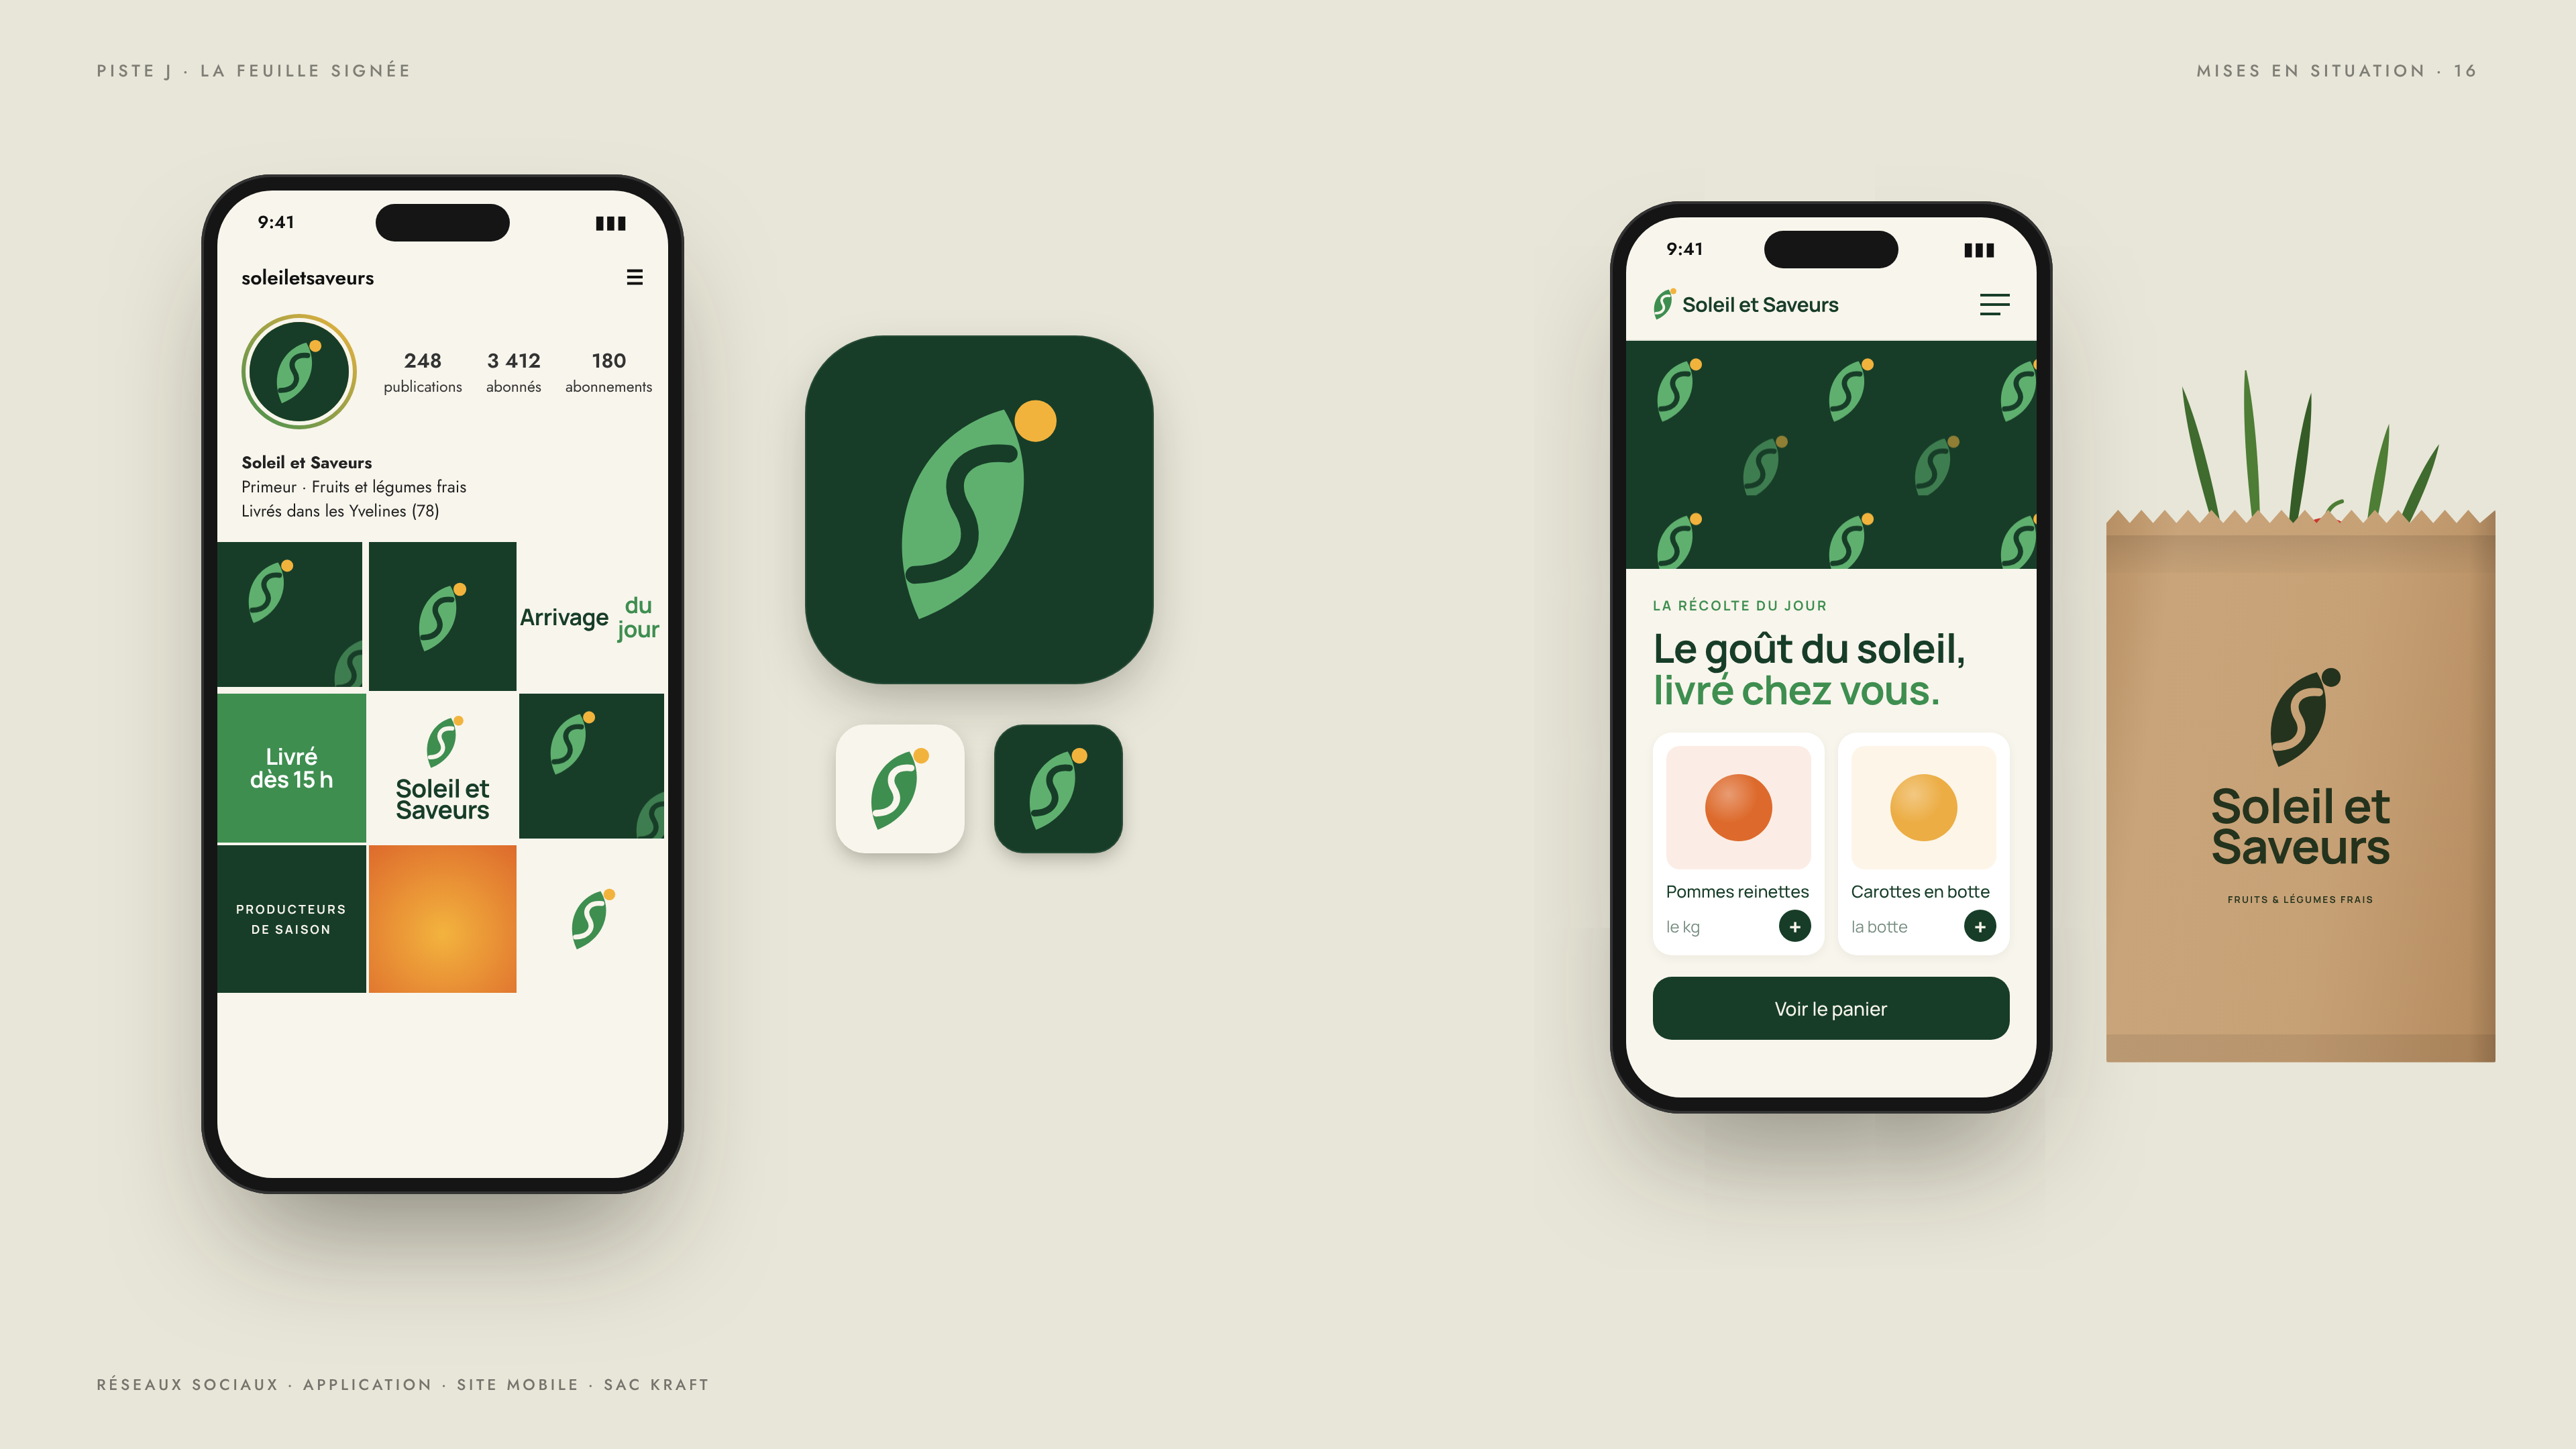 PISTE J · LA FEUILLE SIGNÉE
MISES EN SITUATION · 16
9:41
soleiletsaveurs
248
publications
3 412
abonnés
180
abonnements
Soleil et Saveurs
Primeur · Fruits et légumes frais
Livrés dans les Yvelines (78)
Arrivage
du
jour
Livré
dès 15 h
Soleil et
Saveurs
PRODUCTEURS
DE SAISON
9:41
Soleil et Saveurs
LA RÉCOLTE DU JOUR
Le goût du soleil,
livré chez vous.
Pommes reinettes
le kg
+
Carottes en botte
la botte
+
Voir le panier
Soleil et
Saveurs
FRUITS & LÉGUMES FRAIS
RÉSEAUX SOCIAUX · APPLICATION · SITE MOBILE · SAC KRAFT